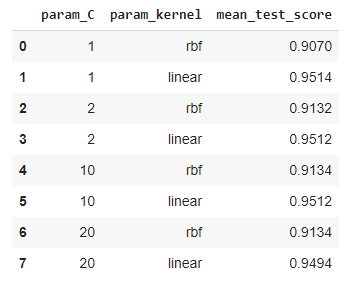 param_C param_kernel mean_test_score
0 1 rbf 0.9070
1 1 linear 0.9514
2 2 rbf 0.9132
3 2 linear 0.9512
4 10 rbf 0.9134
5 10 linear 0.9512
6 20 rbf 0.9134
7 20 linear 0.9494